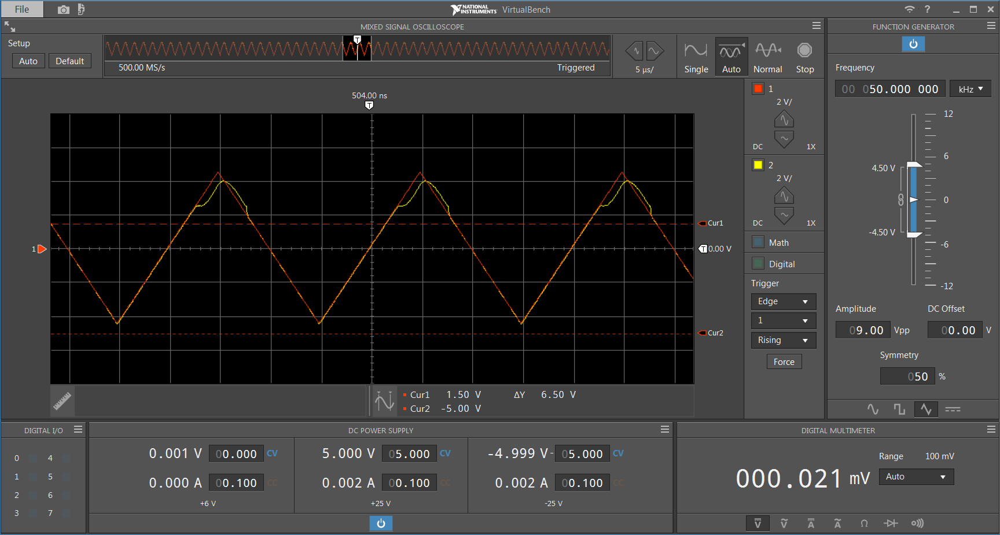 File
NATIONAL INSTRUMENTS VirtualBench
?
MIXED SIGNAL OSCILLOSCOPE
Setup
Auto Default
T
500.00 MS/s Triggered
5 µs/
Single Auto Normal Stop
504.00 ns
T
1
Cur1
T 0.00 V
Cur2
Cur1 1.50 V ΔY 6.50 V
Cur2 -5.00 V
1
2 V/
DC 1X
2
2 V/
DC 1X
Math
Digital
Trigger
Edge
1
Rising
Force
FUNCTION GENERATOR
Frequency
00 050.000 000 kHz
12
6
4.50 V
0
-4.50 V
-6
-12
Amplitude DC Offset
09.00 Vpp 00.00 V
Symmetry
050 %
DIGITAL I/O
0 4
1 5
2 6
3 7
DC POWER SUPPLY
0.001 V 00.000 CV
0.000 A 00.100 CC
+6 V
5.000 V 05.000 CV
0.002 A 00.100 CC
+25 V
-4.999 V - 05.000 CV
0.002 A 00.100 CC
-25 V
DIGITAL MULTIMETER
Range 100 mV
000.021 mV Auto
V V A A Ω